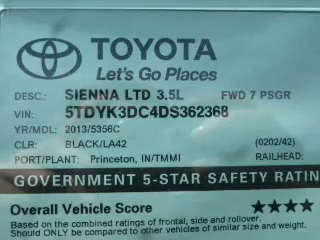 TOYOTA
Let's Go Places
DESC.: SIENNA LTD 3.5L FWD 7 PSGR
VIN: 5TDYK3DC4DS362368
YR/MDL: 2013/5356C
CLR: BLACK/LA42 (0202/42)
PORT/PLANT: Princeton, IN/TMMI RAILHEAD:
GOVERNMENT 5-STAR SAFETY RATIN
Overall Vehicle Score ★★★★
Based on the combined ratings of frontal, side and rollover.
Should ONLY be compared to other vehicles of similar size and weight.